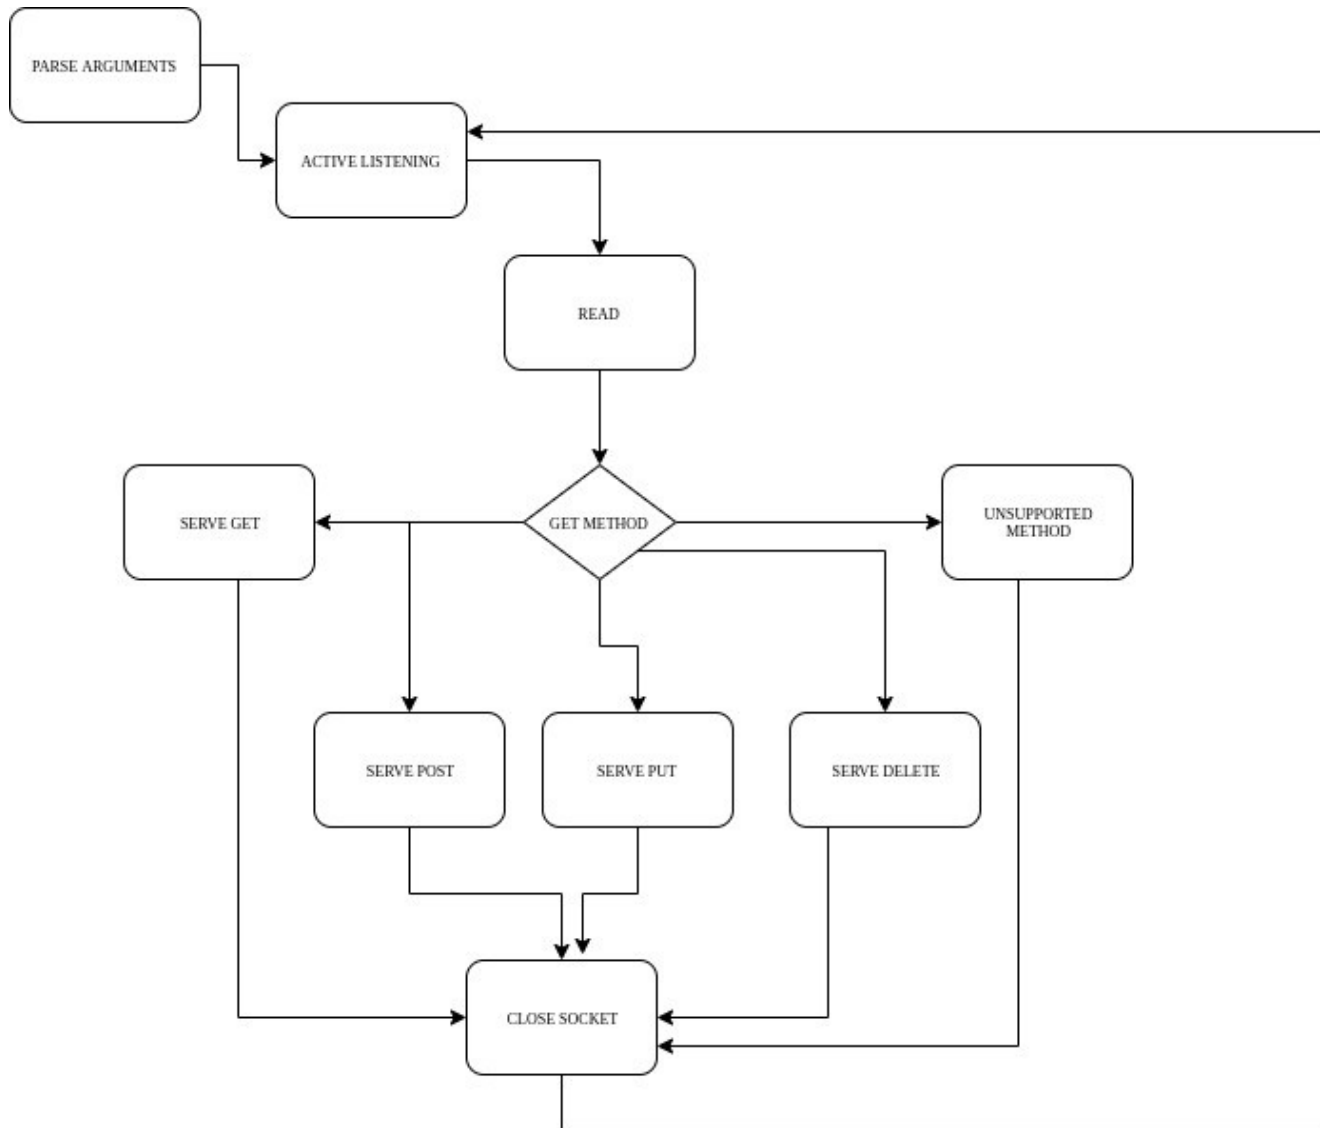 PARSE ARGUMENTS
ACTIVE LISTENING
READ
SERVE GET
GET METHOD
UNSUPPORTED
METHOD
SERVE POST
SERVE PUT
SERVE DELETE
CLOSE SOCKET